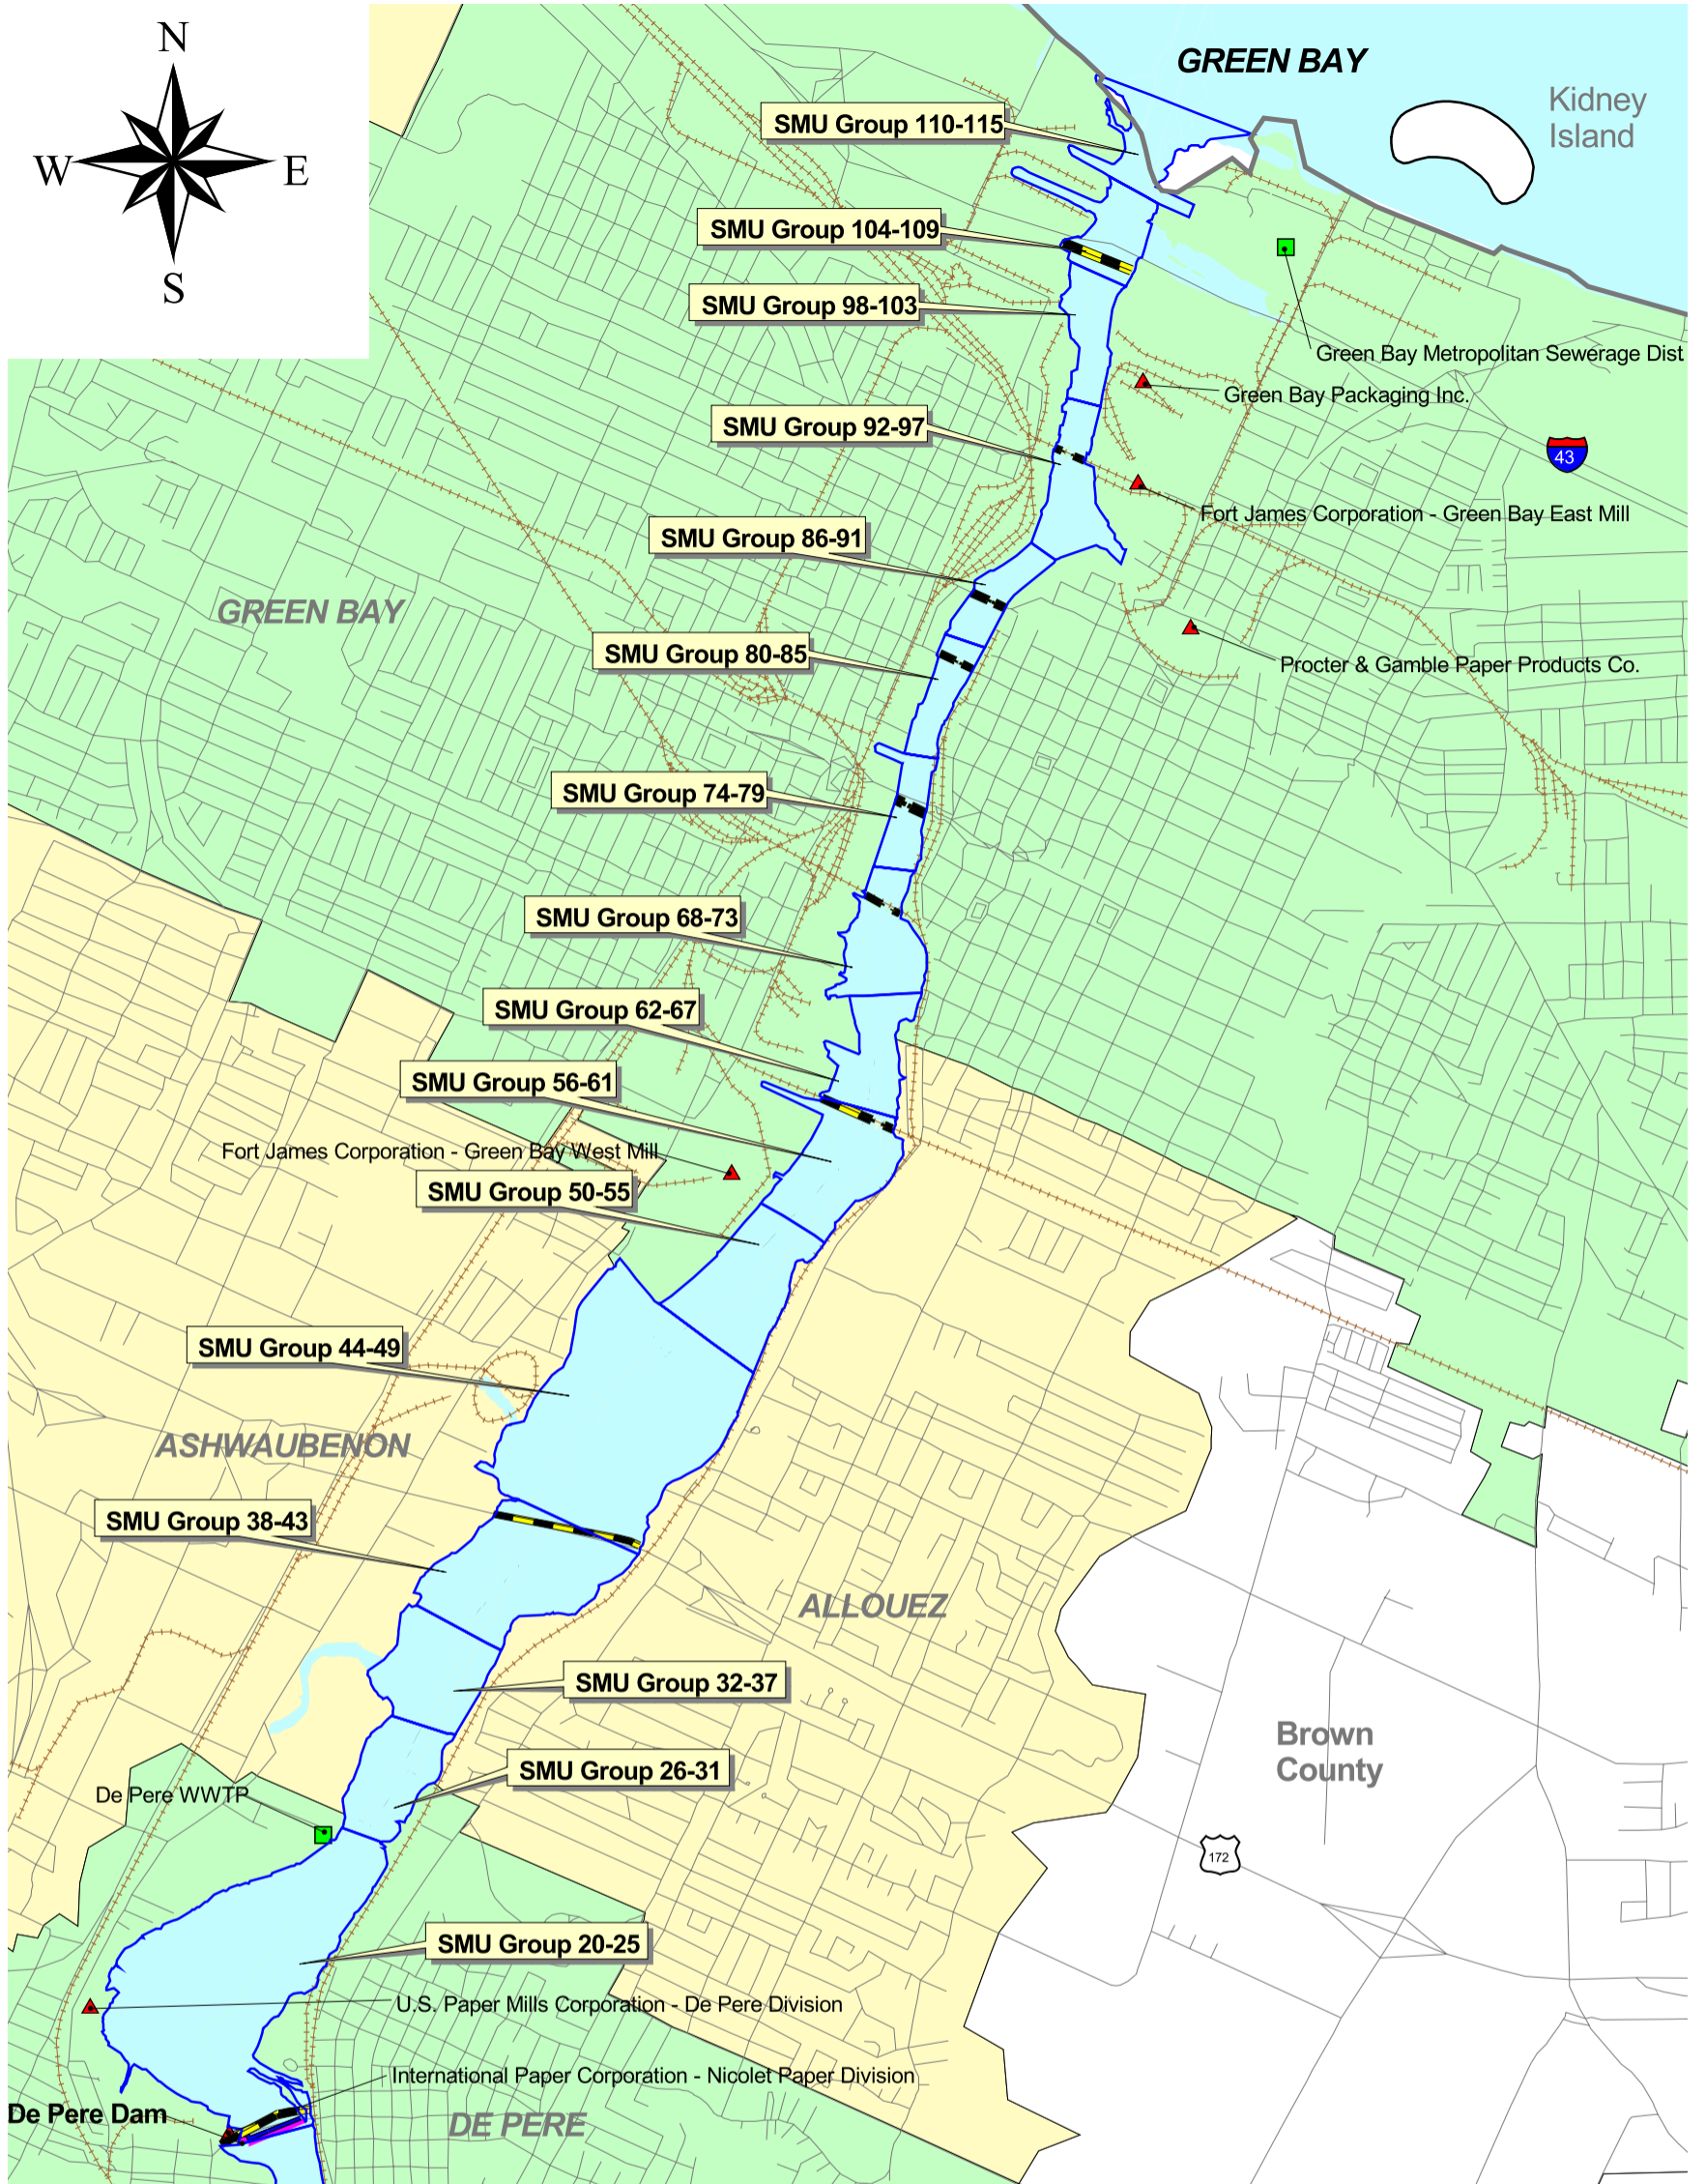 N
GREEN BAY
Kidney
Island
SMU Group 110-115
W
E
SMU Group 104-109
S
SMU Group 98-103
Green Bay Metropolitan Sewerage Dist
Green Bay Packaging Inc.
SMU Group 92-97
43
Fort James Corporation - Green Bay East Mill
SMU Group 86-91
GREEN BAY
SMU Group 80-85
Procter & Gamble Paper Products Co.
SMU Group 74-79
SMU Group 68-73
SMU Group 62-67
SMU Group 56-61
Fort James Corporation - Green Bay West Mill
SMU Group 50-55
SMU Group 44-49
ASHWAUBENON
SMU Group 38-43
ALLOUEZ
SMU Group 32-37
Brown
County
SMU Group 26-31
De Pere WWTP
172
SMU Group 20-25
U.S. Paper Mills Corporation - De Pere Division
International Paper Corporation - Nicolet Paper Division
De Pere Dam
DE PERE